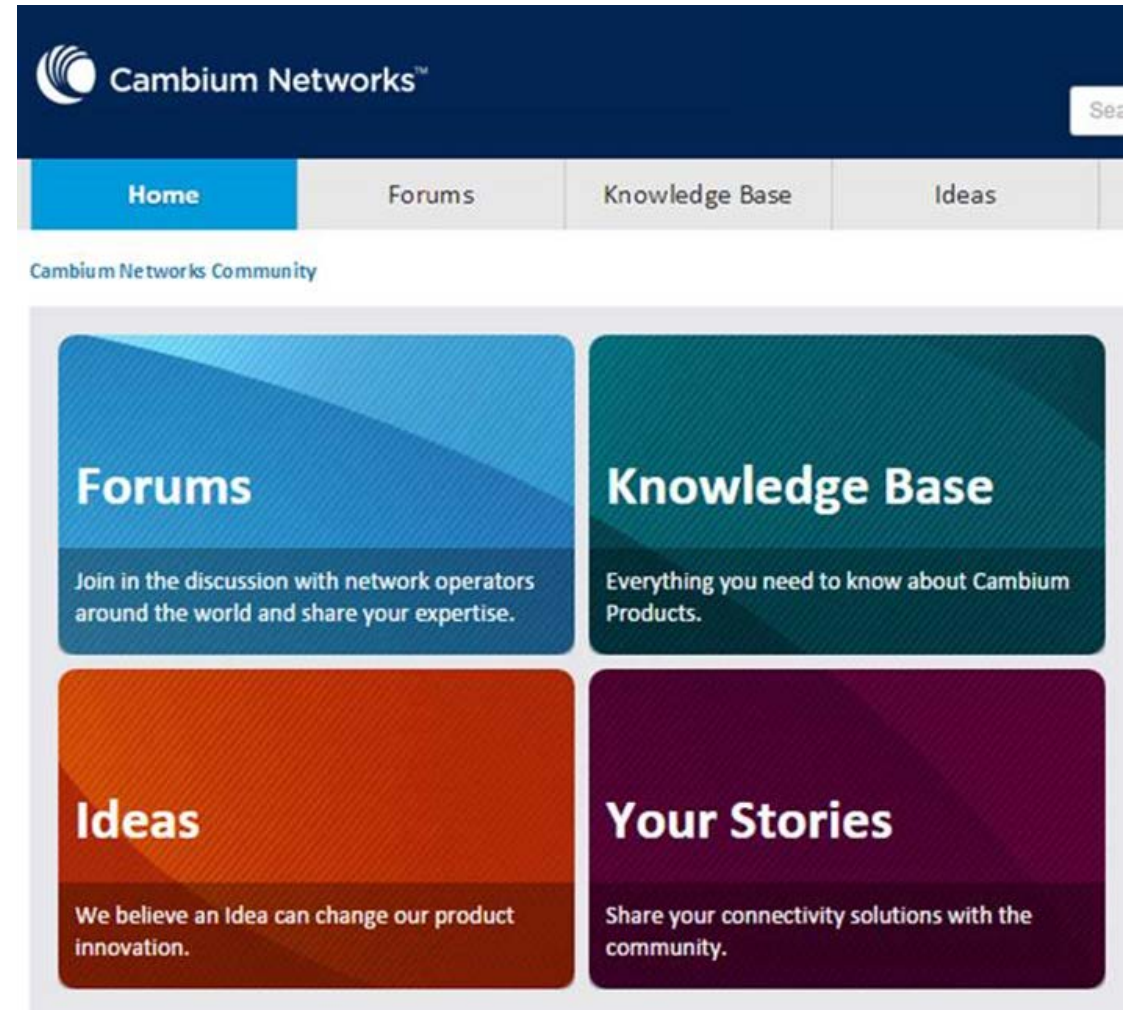 Cambium Networks™
Home
Forums
Knowledge Base
Ideas
Cambium Networks Community
Forums
Join in the discussion with network operators
around the world and share your expertise.
Knowledge Base
Everything you need to know about Cambium
Products.
Ideas
We believe an Idea can change our product
innovation.
Your Stories
Share your connectivity solutions with the
community.